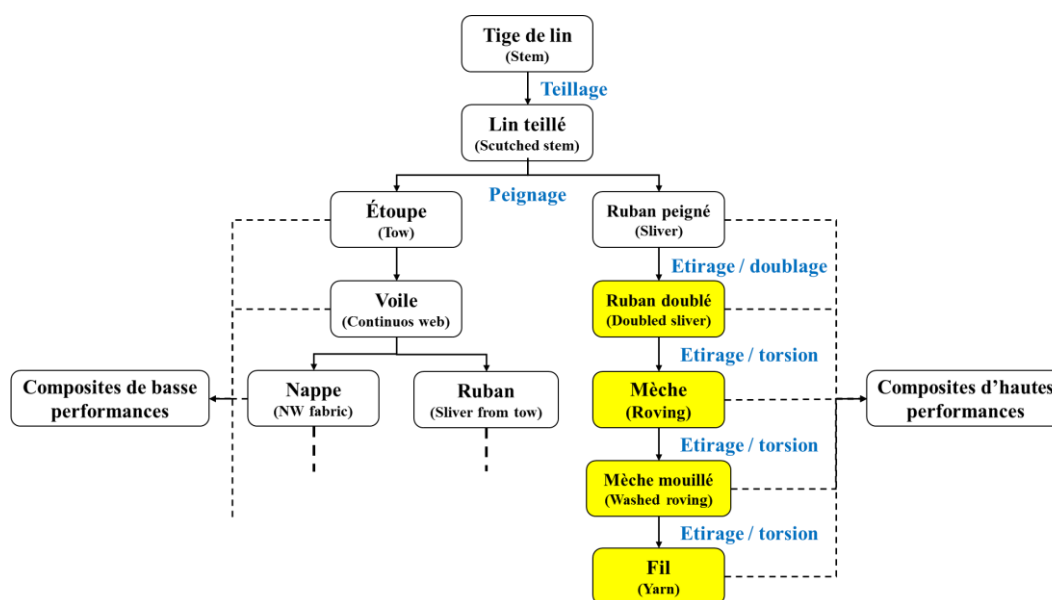 Tige de lin
(Stem)
Teillage
Lin teillé
(Scutched stem)
Peignage
Étoupe
(Tow)
Ruban peigné
(Sliver)
Etirage / doublage
Voile
(Continuos web)
Ruban doublé
(Doubled sliver)
Etirage / torsion
Composites de basse
performances
Nappe
(NW fabric)
Ruban
(Sliver from tow)
Mèche
(Roving)
Composites d’hautes
performances
Etirage / torsion
Mèche mouillé
(Washed roving)
Etirage / torsion
Fil
(Yarn)